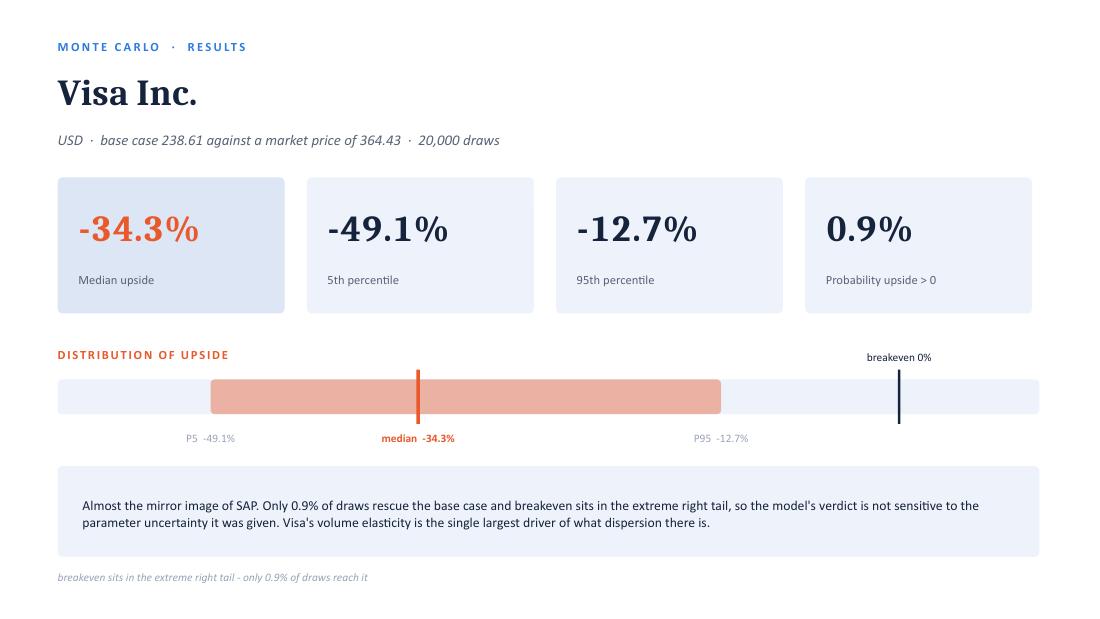 MONTE CARLO · RESULTS
Visa Inc.
USD · base case 238.61 against a market price of 364.43 · 20,000 draws
-34.3%
Median upside
-49.1%
5th percentile
-12.7%
95th percentile
0.9%
Probability upside > 0
DISTRIBUTION OF UPSIDE
breakeven 0%
P5 -49.1%
median -34.3%
P95 -12.7%
Almost the mirror image of SAP. Only 0.9% of draws rescue the base case and breakeven sits in the extreme right tail, so the model's verdict is not sensitive to the
parameter uncertainty it was given. Visa's volume elasticity is the single largest driver of what dispersion there is.
breakeven sits in the extreme right tail - only 0.9% of draws reach it